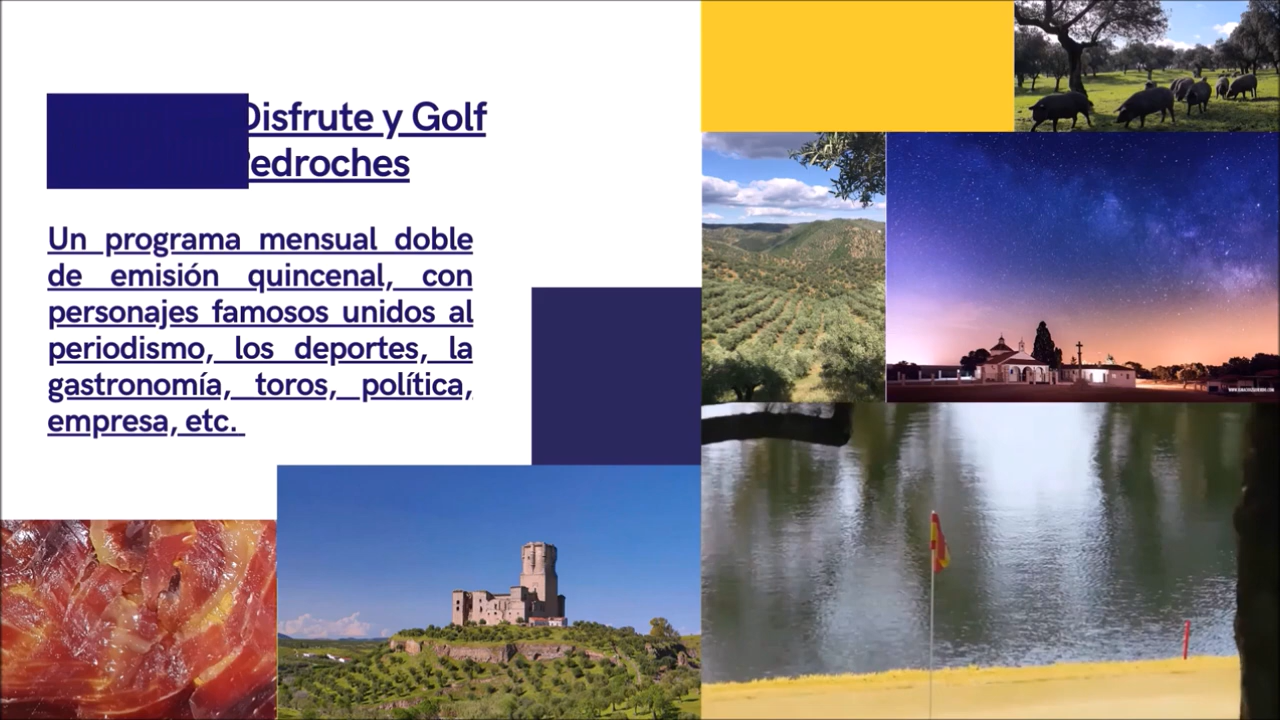 Disfrute y Golf
Pedroches
Un programa mensual doble
de emisión quincenal, con
personajes famosos unidos al
periodismo, los deportes, la
gastronomía, toros, política,
empresa, etc.